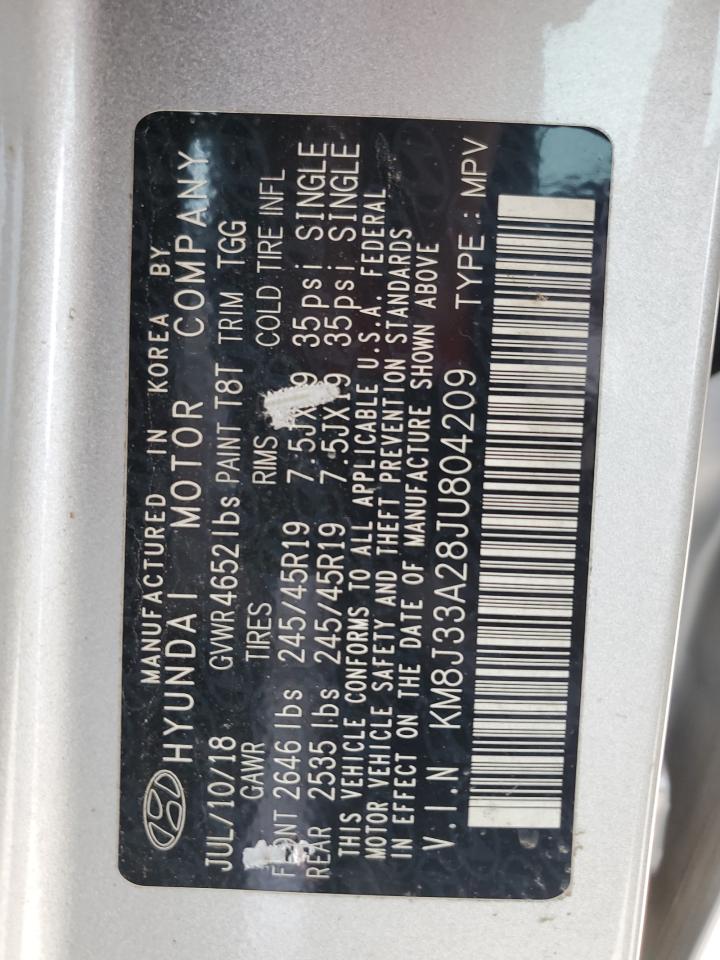 MANUFACTURED IN KOREA BY
HYUNDAI MOTOR COMPANY
JUL/10/18 GVWR 4652 lbs PAINT T8T TRIM TGG
GAWR TIRES RIMS COLD TIRE INFL
FRONT 2646 lbs 245/45R19 7.5JX19 35psi SINGLE
REAR 2535 lbs 245/45R19 7.5JX19 35psi SINGLE
THIS VEHICLE CONFORMS TO ALL APPLICABLE U.S.A. FEDERAL
MOTOR VEHICLE SAFETY AND THEFT PREVENTION STANDARDS
IN EFFECT ON THE DATE OF MANUFACTURE SHOWN ABOVE
V.I.N KM8J33A28JU804209 TYPE : MPV